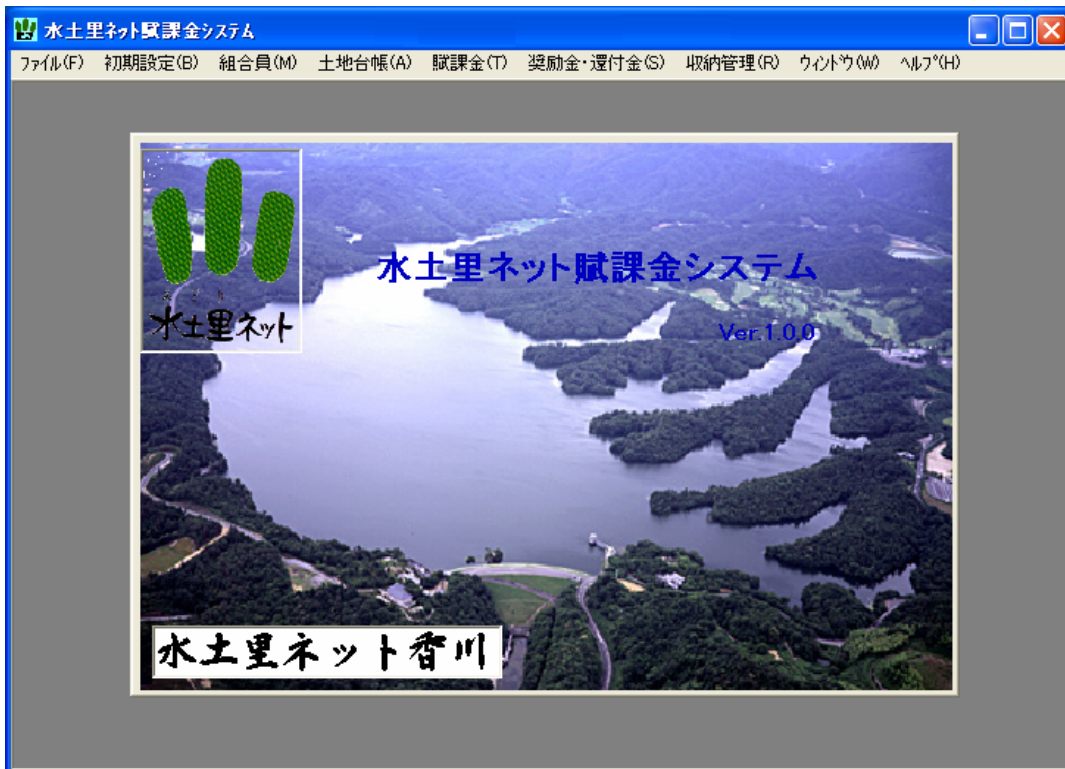 水土里ネット賦課金システム
ファイル(F) 初期設定(B) 組合員(M) 土地台帳(A) 賦課金(T) 奨励金・還付金(S) 収納管理(R) ウィンドウ(W) ヘルプ(H)
水土里ネット賦課金システム
Ver.1.0.0
水土里ネット
水土里ネット香川